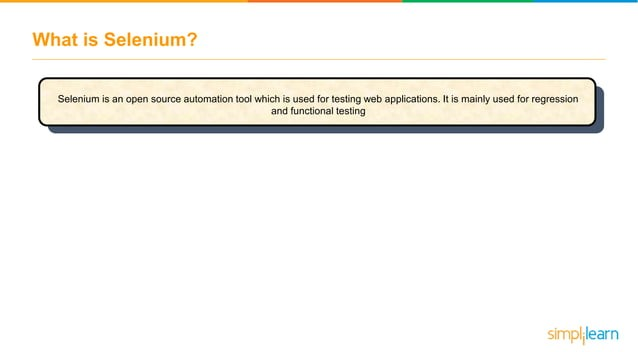 What is Selenium?
Selenium is an open source automation tool which is used for testing web applications. It is mainly used for regression
and functional testing
simplilearn